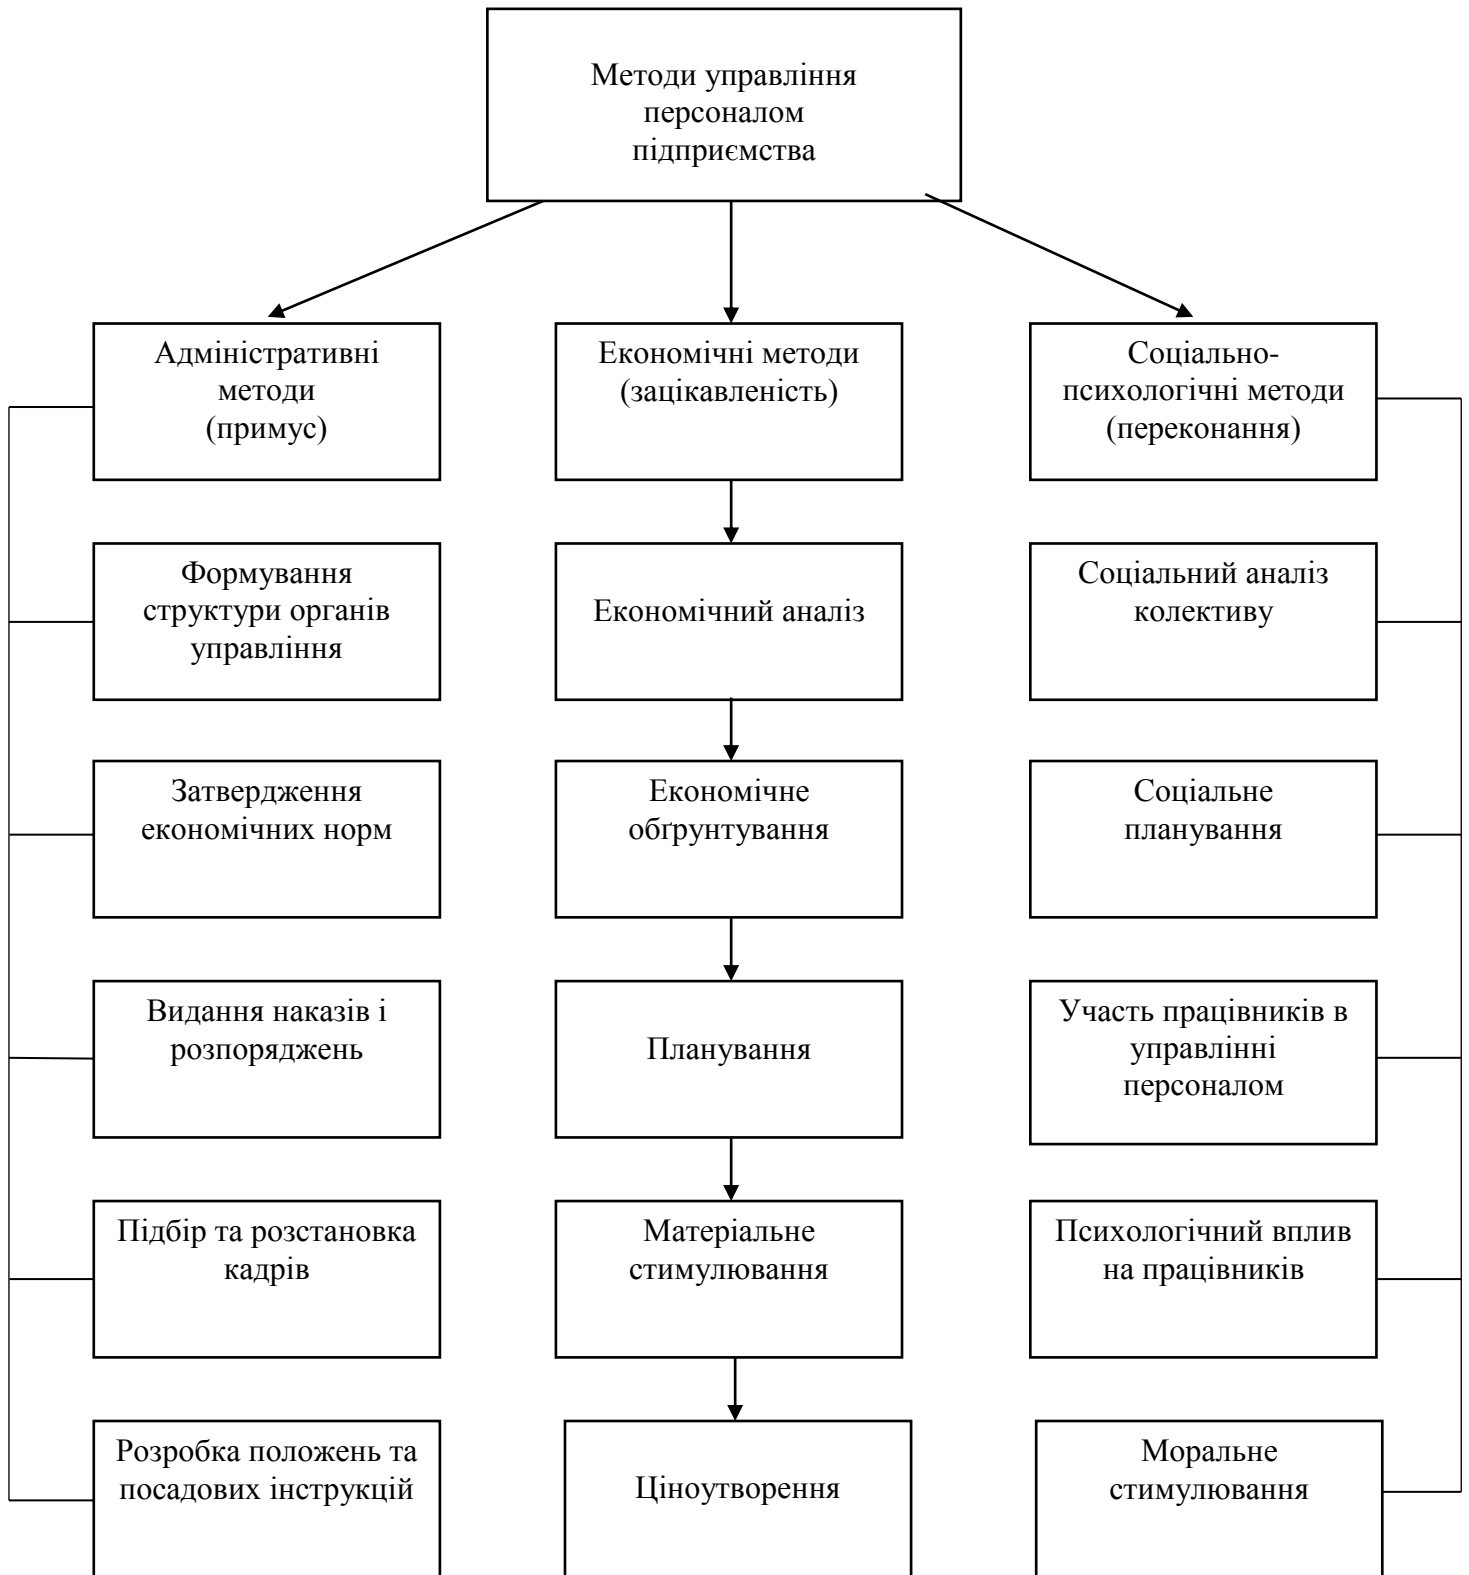 Методи управління
персоналом
підприємства
Адміністративні
методи
(примус)
Економічні методи
(зацікавленість)
Соціально-
психологічні методи
(переконання)
Формування
структури органів
управління
Економічний аналіз
Соціальний аналіз
колективу
Затвердження
економічних норм
Економічне
обґрунтування
Соціальне
планування
Видання наказів і
розпоряджень
Планування
Участь працівників в
управлінні
персоналом
Підбір та розстановка
кадрів
Матеріальне
стимулювання
Психологічний вплив
на працівників
Розробка положень та
посадових інструкцій
Ціноутворення
Моральне
стимулювання